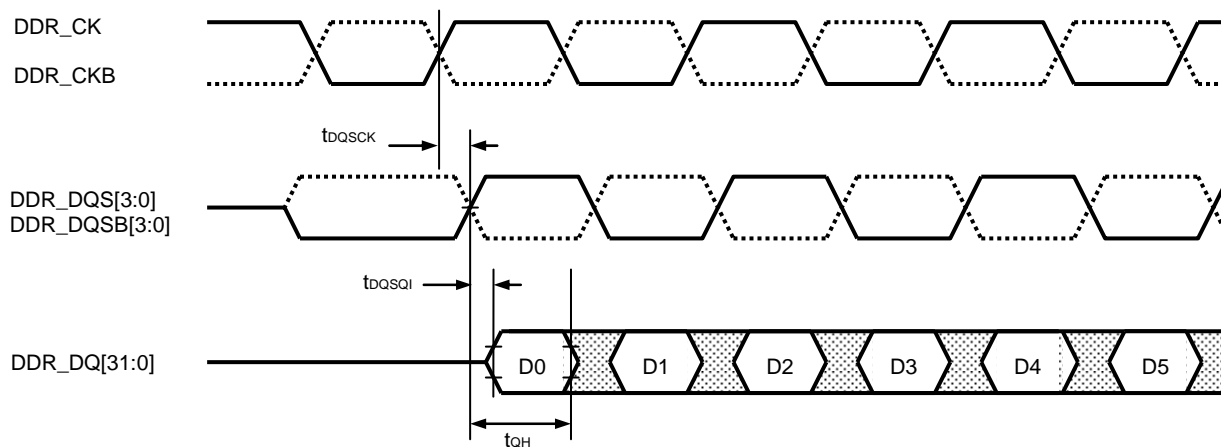 DDR_CK
DDR_CKB
tDQSCK
DDR_DQS[3:0]
DDR_DQSB[3:0]
tDQSQI
DDR_DQ[31:0]
D0 D1 D2 D3 D4 D5
tQH